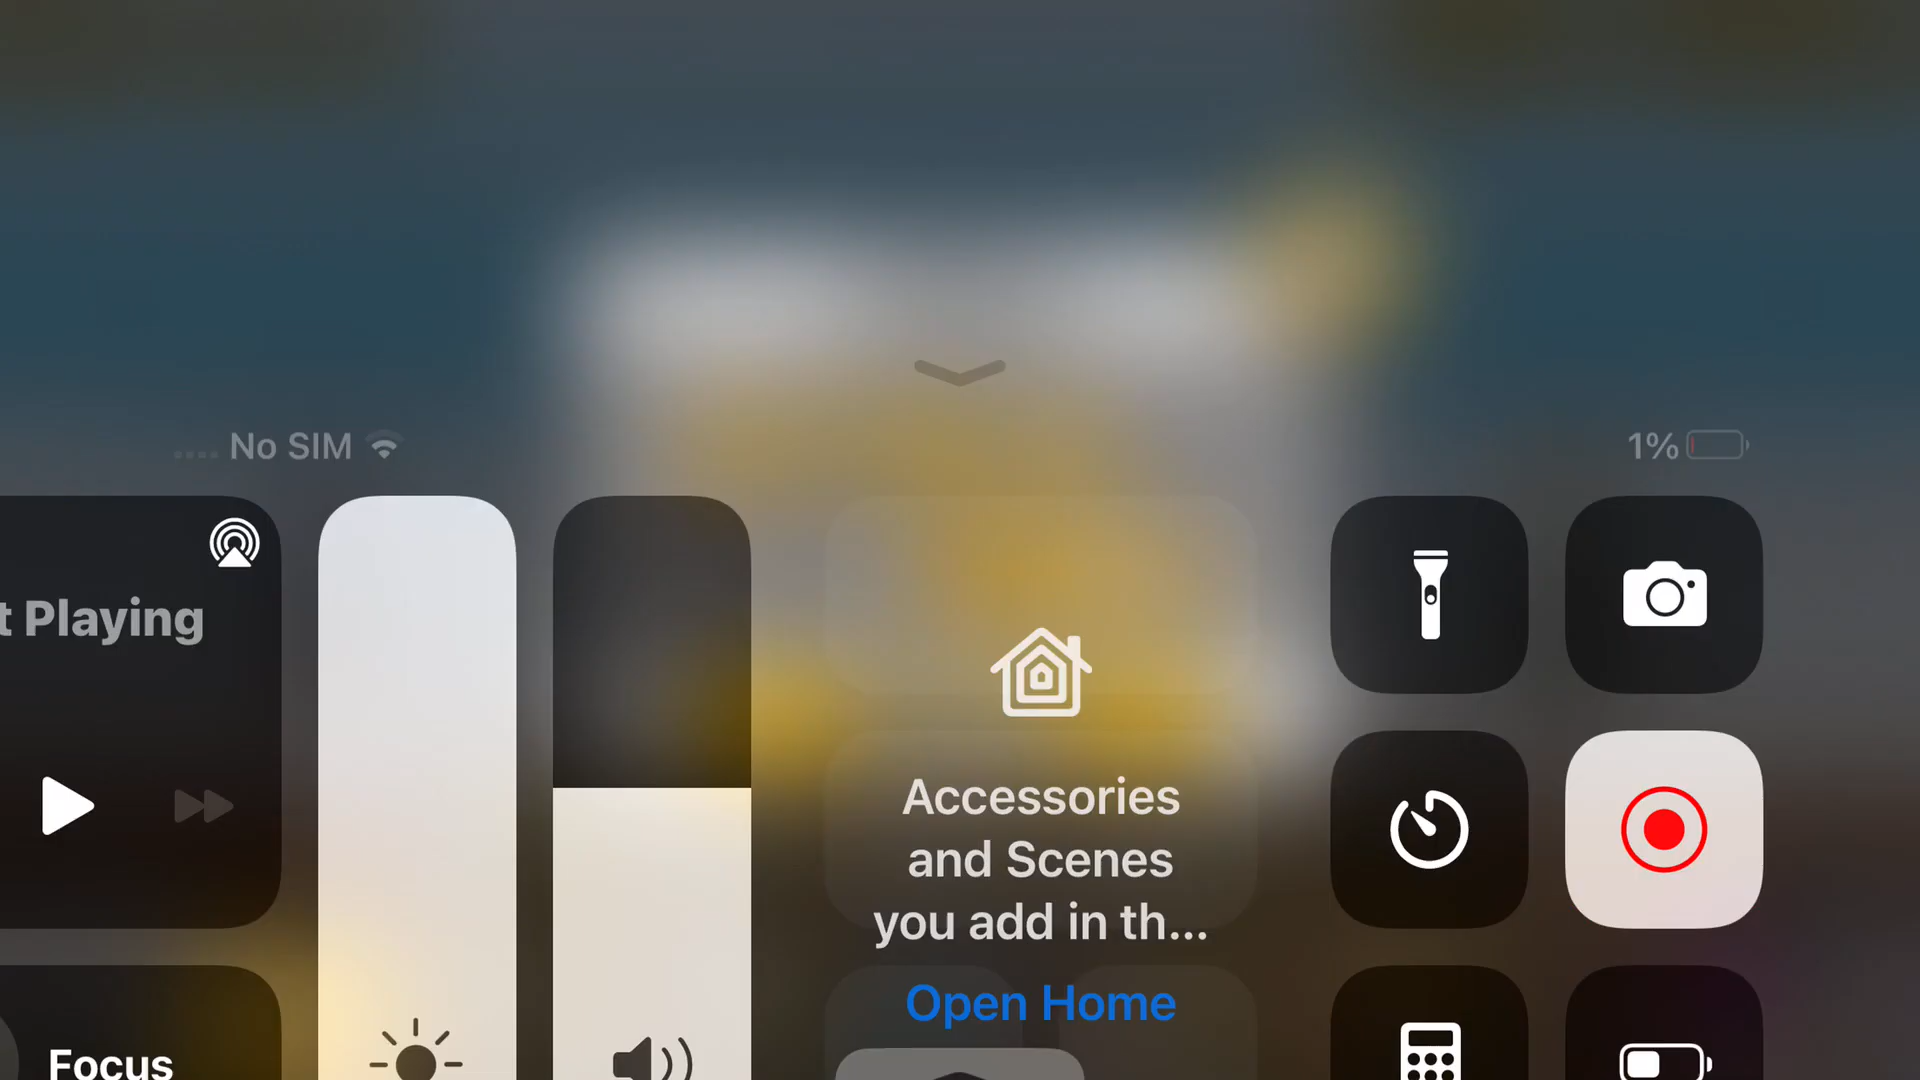 No SIM
1%
t Playing
Accessories
and Scenes
you add in th...
Open Home
Focus